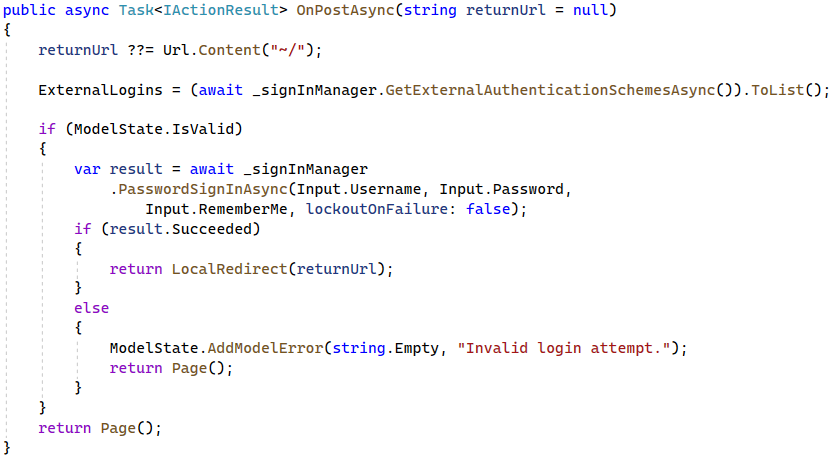 public async Task<IActionResult> OnPostAsync(string returnUrl = null)
{
    returnUrl ??= Url.Content("~/");

    ExternalLogins = (await _signInManager.GetExternalAuthenticationSchemesAsync()).ToList();

    if (ModelState.IsValid)
    {
        var result = await _signInManager
            .PasswordSignInAsync(Input.Username, Input.Password,
                Input.RememberMe, lockoutOnFailure: false);
        if (result.Succeeded)
        {
            return LocalRedirect(returnUrl);
        }
        else
        {
            ModelState.AddModelError(string.Empty, "Invalid login attempt.");
            return Page();
        }
    }
    return Page();
}